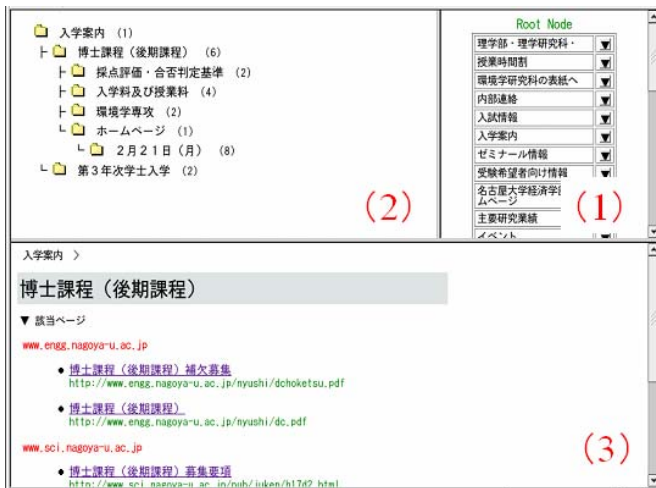 入学案内 (1)
├ 博士課程（後期課程） (6)
├ 採点評価・合否判定基準 (2)
├ 入学料及び授業料 (4)
├ 環境学専攻 (2)
└ ホームページ (1)
└ 2月21日（月） (8)
└ 第3年次学士入学 (2)
(2)
Root Node
理学部・理学研究科・
授業時間割
環境学研究科の表紙へ
内部連絡
入試情報
入学案内
ゼミナール情報
受験希望者向け情報
名古屋大学経済学
ムページ
主要研究業績
イベント
(1)
入学案内 >
博士課程（後期課程）
▼ 該当ページ
www.engg.nagoya-u.ac.jp
● 博士課程（後期課程）補欠募集
http://www.engg.nagoya-u.ac.jp/nyushi/dchoketsu.pdf
● 博士課程（後期課程）
http://www.engg.nagoya-u.ac.jp/nyushi/dc.pdf
www.sci.nagoya-u.ac.jp
● 博士課程（後期課程）募集要項
http://www.sci.nagoya-u.ac.jp/pub/juken/h17d2.html
(3)